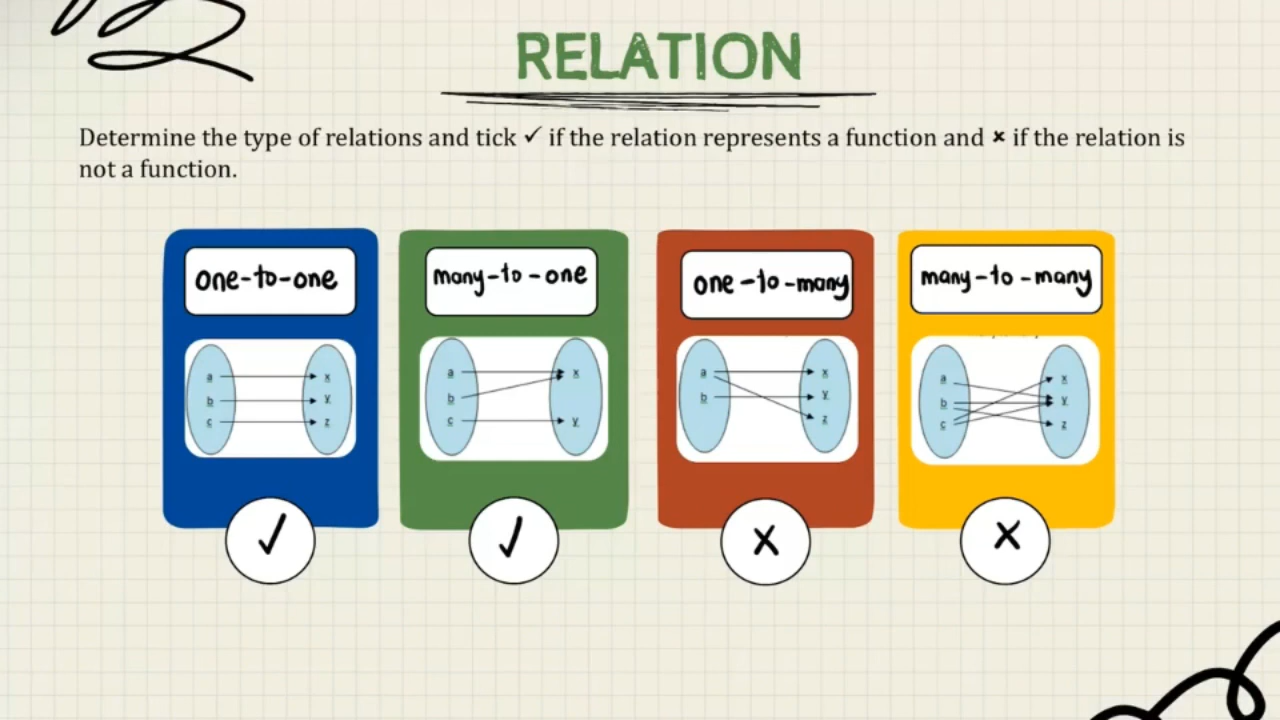 RELATION
Determine the type of relations and tick ✓ if the relation represents a function and × if the relation is
not a function.
one-to-one
many-to-one
one-to-many
many-to-many
a x
b y
c z
✓
a x
b
c y
✓
a x
b y
z
×
a x
b y
c z
×